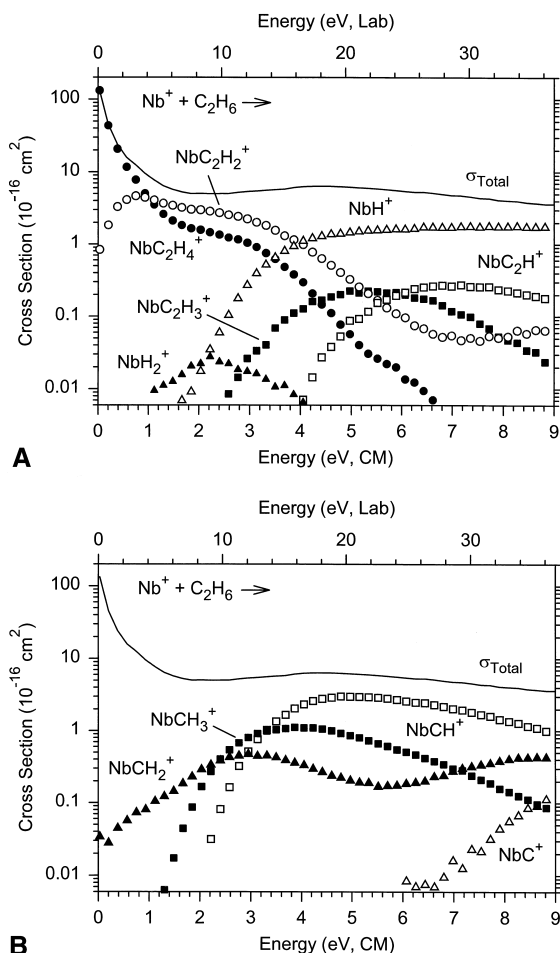 Energy (eV, Lab)
0 10 20 30
Nb⁺ + C₂H₆ →
100
10
1
0.1
0.01
Cross Section (10⁻¹⁶ cm²)
NbC₂H₂⁺
σTotal
NbH⁺
NbC₂H₄⁺
NbC₂H⁺
NbC₂H₃⁺
NbH₂⁺
0 1 2 3 4 5 6 7 8 9
Energy (eV, CM)
A
Energy (eV, Lab)
0 10 20 30
Nb⁺ + C₂H₆ →
100
10
1
0.1
0.01
Cross Section (10⁻¹⁶ cm²)
σTotal
NbCH₃⁺
NbCH⁺
NbCH₂⁺
NbC⁺
0 1 2 3 4 5 6 7 8 9
Energy (eV, CM)
B